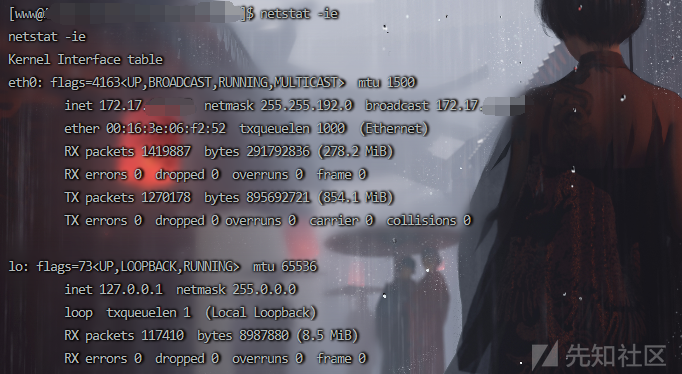 [www@ ]$ netstat -ie
netstat -ie
Kernel Interface table
eth0: flags=4163<UP,BROADCAST,RUNNING,MULTICAST>  mtu 1500
inet 172.17.  netmask 255.255.192.0  broadcast 172.17.
ether 00:16:3e:06:f2:52  txqueuelen 1000  (Ethernet)
RX packets 1419887  bytes 291792836 (278.2 MiB)
RX errors 0  dropped 0  overruns 0  frame 0
TX packets 1270178  bytes 895692721 (854.1 MiB)
TX errors 0  dropped 0 overruns 0  carrier 0  collisions 0
lo: flags=73<UP,LOOPBACK,RUNNING>  mtu 65536
inet 127.0.0.1  netmask 255.0.0.0
loop  txqueuelen 1  (Local Loopback)
RX packets 117410  bytes 8987880 (8.5 MiB)
RX errors 0  dropped 0  overruns 0  frame 0
先知社区